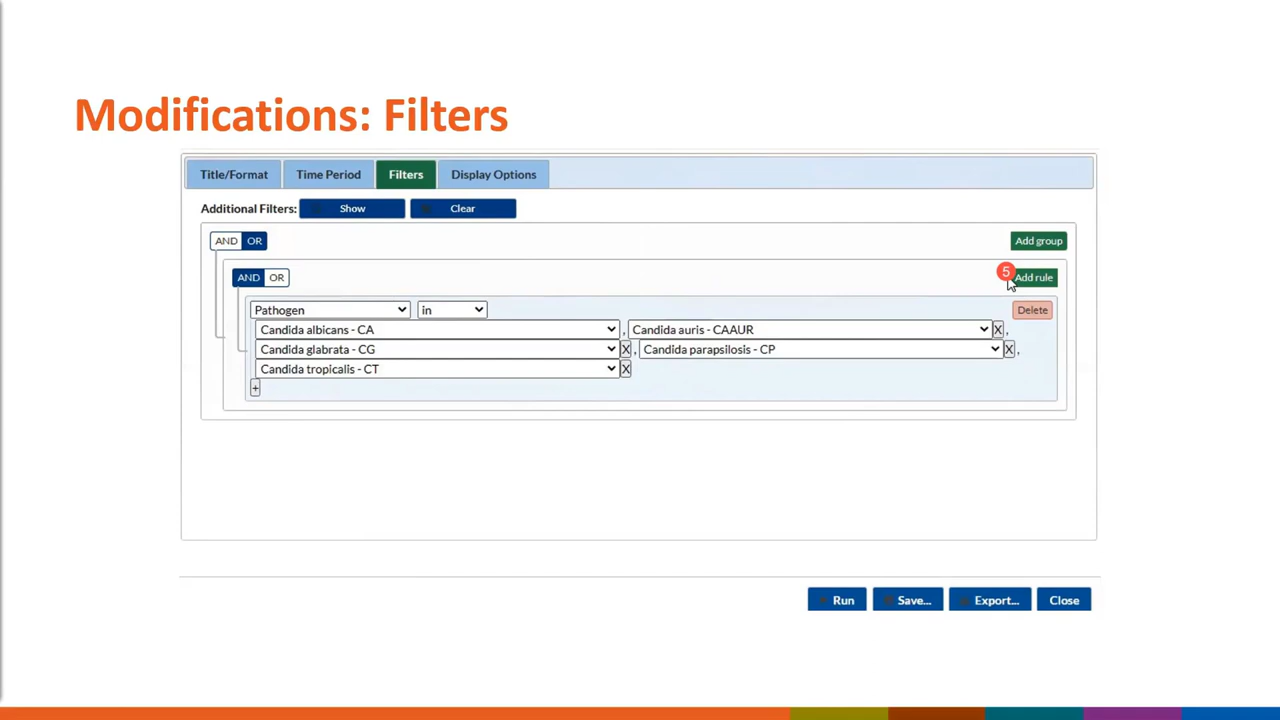 Modifications: Filters
Title/Format Time Period Filters Display Options
Additional Filters: Show Clear
AND OR Add group
AND OR 5 Add rule
Pathogen in Delete
Candida albicans - CA , Candida auris - CAAUR X ,
Candida glabrata - CG X , Candida parapsilosis - CP X ,
Candida tropicalis - CT X
+
Run Save... Export... Close